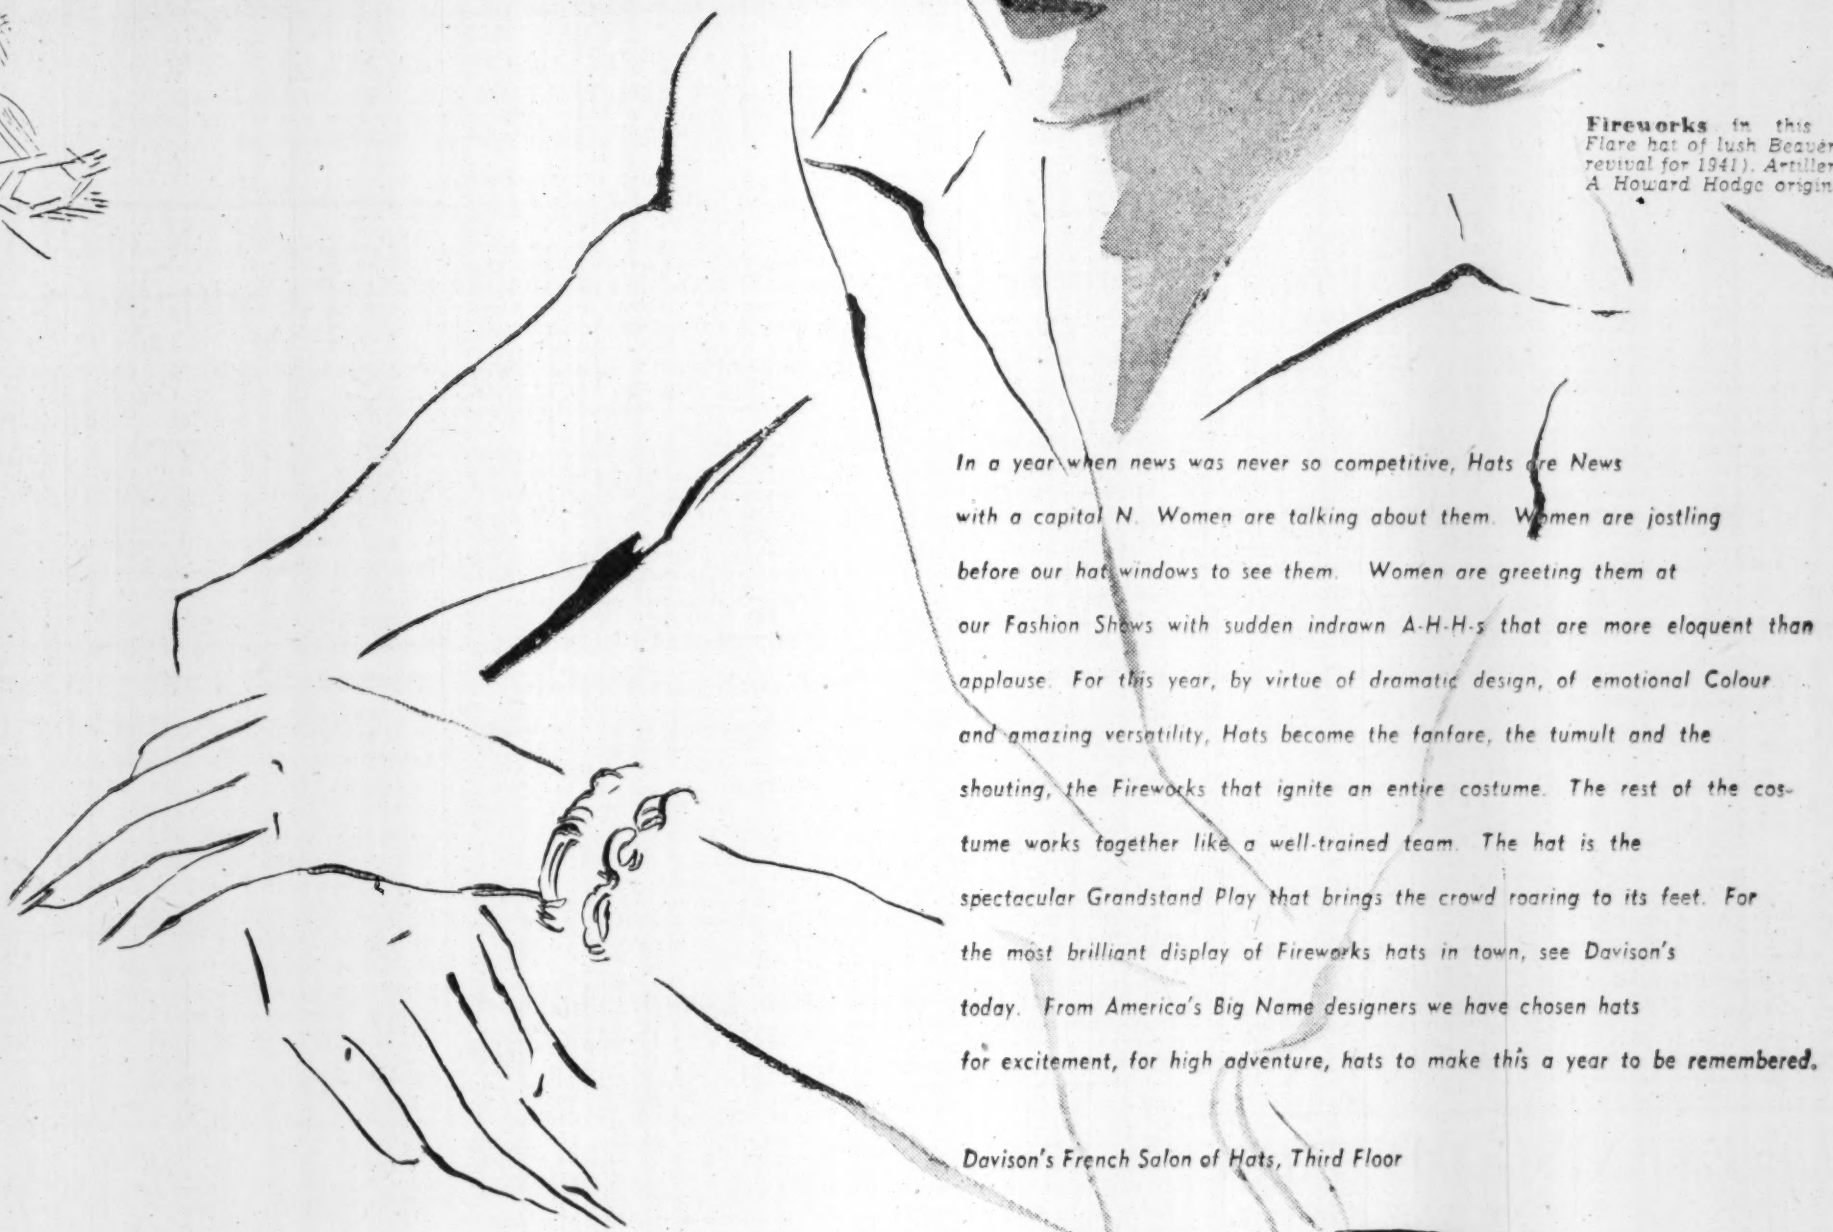 Fireworks in this
Flare hat of lush Beaver
revival for 1941). Artiller
A Howard Hodge origin
In a year when news was never so competitive, Hats are News
with a capital N. Women are talking about them. Women are jostling
before our hat windows to see them. Women are greeting them at
our Fashion Shows with sudden indrawn A-H-H-s that are more eloquent than
applause. For this year, by virtue of dramatic design, of emotional Colour
and amazing versatility, Hats become the fanfare, the tumult and the
shouting, the Fireworks that ignite an entire costume. The rest of the cos-
tume works together like a well-trained team. The hat is the
spectacular Grandstand Play that brings the crowd roaring to its feet. For
the most brilliant display of Fireworks hats in town, see Davison's
today. From America's Big Name designers we have chosen hats
for excitement, for high adventure, hats to make this a year to be remembered.
Davison's French Salon of Hats, Third Floor